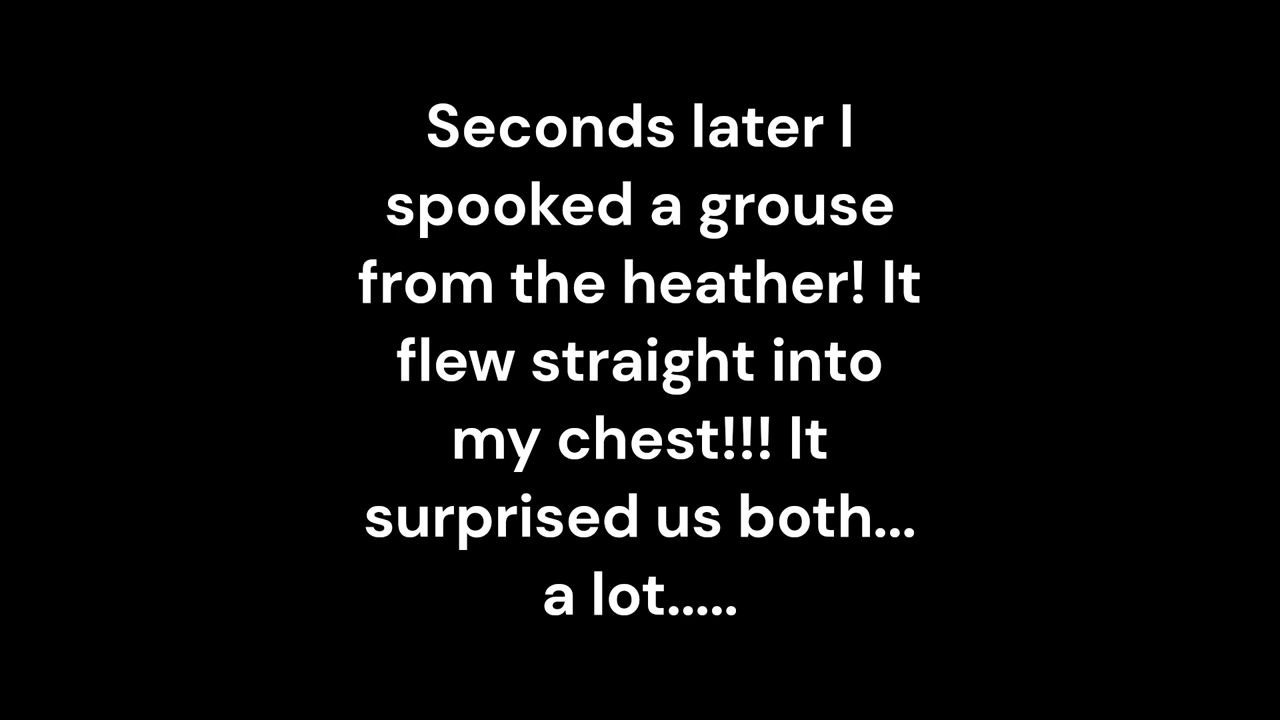 Seconds later I
spooked a grouse
from the heather! It
flew straight into
my chest!!! It
surprised us both...
a lot.....